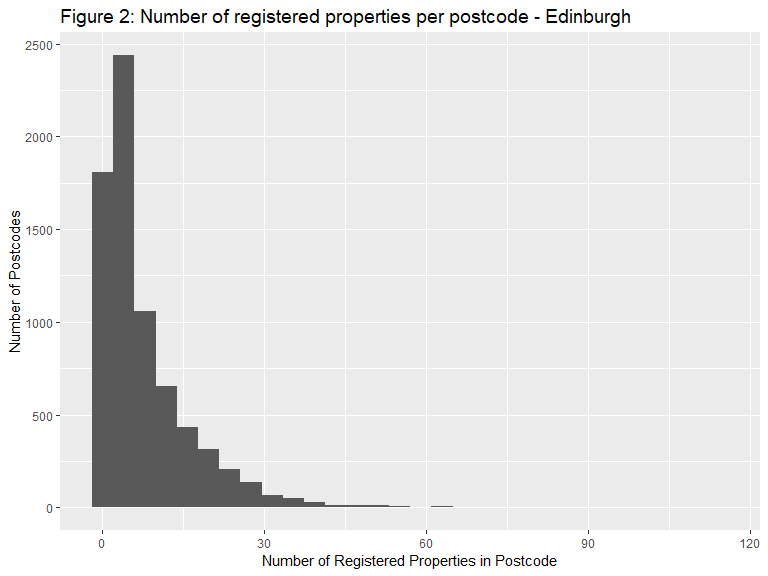 Figure 2: Number of registered properties per postcode - Edinburgh
2500
2000
1500
1000
500
0
Number of Postcodes
0 30 60 90 120
Number of Registered Properties in Postcode